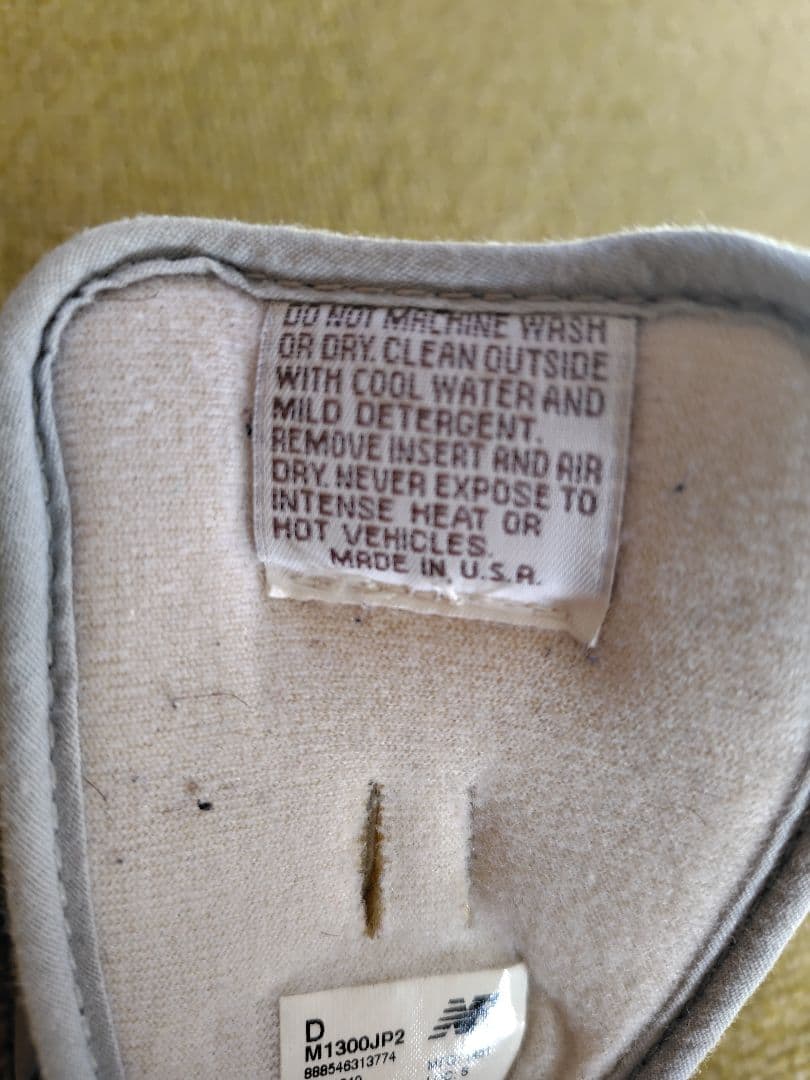 DO NOT MACHINE WASH
OR DRY. CLEAN OUTSIDE
WITH COOL WATER AND
MILD DETERGENT.
REMOVE INSERT AND AIR
DRY. NEVER EXPOSE TO
INTENSE HEAT OR
HOT VEHICLES.
MADE IN U.S.A.
D
M1300JP2
888546313774